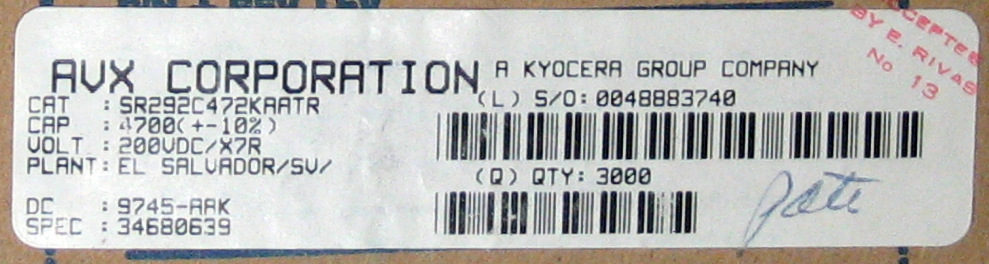 AVX CORPORATION A KYOCERA GROUP COMPANY
CAT : SR292C472KAATR
CAP : 4700(+-10%)
VOLT : 200VDC/X7R
PLANT: EL SALVADOR/SV/
DC : 9745-AAK
SPEC : 34680639
(L) S/O: 0048883740
(Q) QTY: 3000
ACCEPTED
BY E. RIVAS
No 13